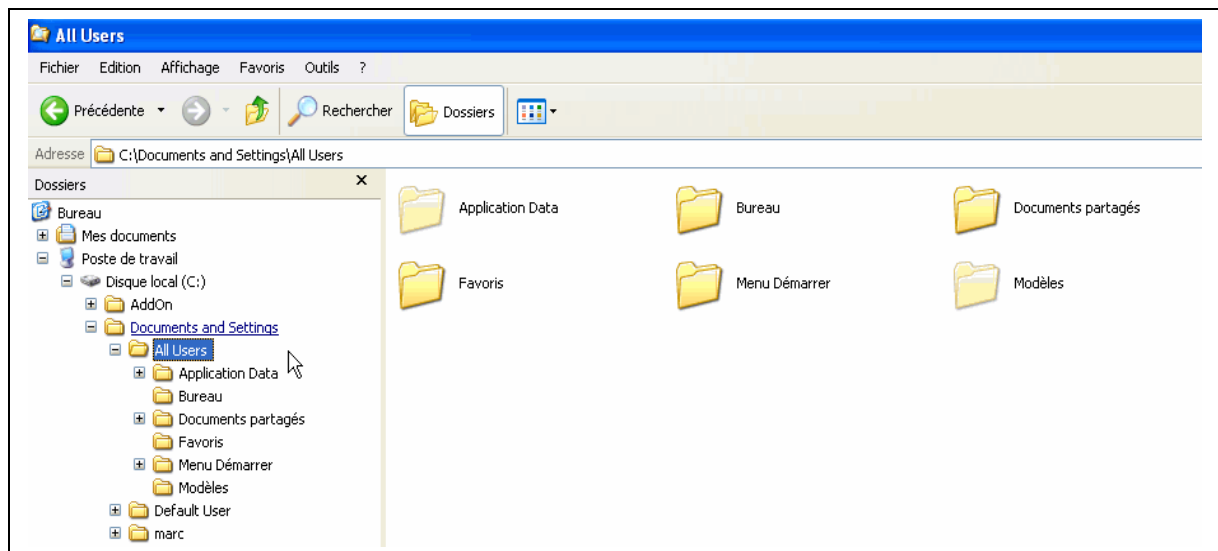 All Users
Fichier Edition Affichage Favoris Outils ?
Précédente Rechercher Dossiers
Adresse C:\Documents and Settings\All Users
Dossiers x
Bureau
Mes documents
Poste de travail
Disque local (C:)
AddOn
Documents and Settings
All Users
Application Data
Bureau
Documents partagés
Favoris
Menu Démarrer
Modèles
Default User
marc
Application Data Bureau Documents partagés
Favoris Menu Démarrer Modèles